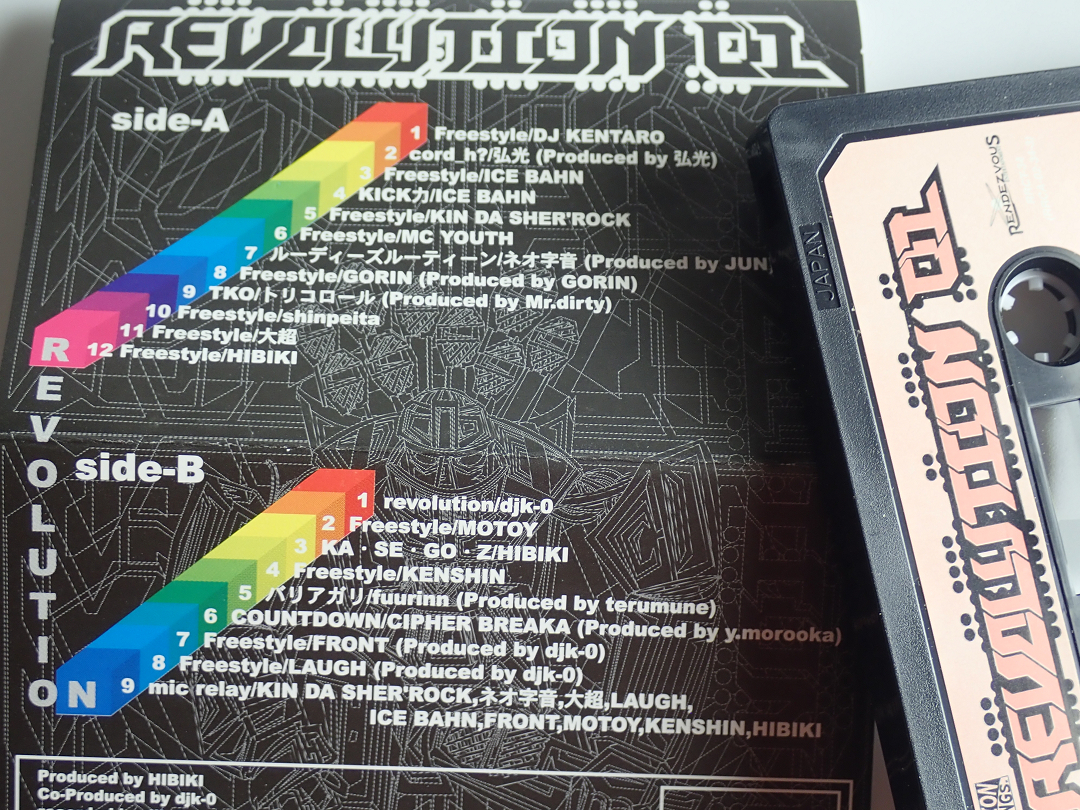 REVOLUTION 01
side-A
1 Freestyle/DJ KENTARO
2 cord_h?/弘光 (Produced by 弘光)
3 Freestyle/ICE BAHN
4 KICK力/ICE BAHN
5 Freestyle/KIN DA SHER'ROCK
6 Freestyle/MC YOUTH
7 ルーディーズルーティーン/ネオ字音 (Produced by JUN)
8 Freestyle/GORIN (Produced by GORIN)
9 TKO/トリコロール (Produced by Mr.dirty)
10 Freestyle/shinpeita
11 Freestyle/大超
12 Freestyle/HIBIKI
REVOLUTION
side-B
1 revolution/djk-0
2 Freestyle/MOTOY
3 KA・SE・GO・Z/HIBIKI
4 Freestyle/KENSHIN
5 バリアガリ/fuurinn (Produced by terumune)
6 COUNTDOWN/CIPHER BREAKA (Produced by y.morooka)
7 Freestyle/FRONT (Produced by djk-0)
8 Freestyle/LAUGH (Produced by djk-0)
9 mic relay/KIN DA SHER'ROCK,ネオ字音,大超,LAUGH,
ICE BAHN,FRONT,MOTOY,KENSHIN,HIBIKI
Produced by HIBIKI
Co-Produced by djk-0
JAPAN
RENDEZVOUS
REVOLUTION 01